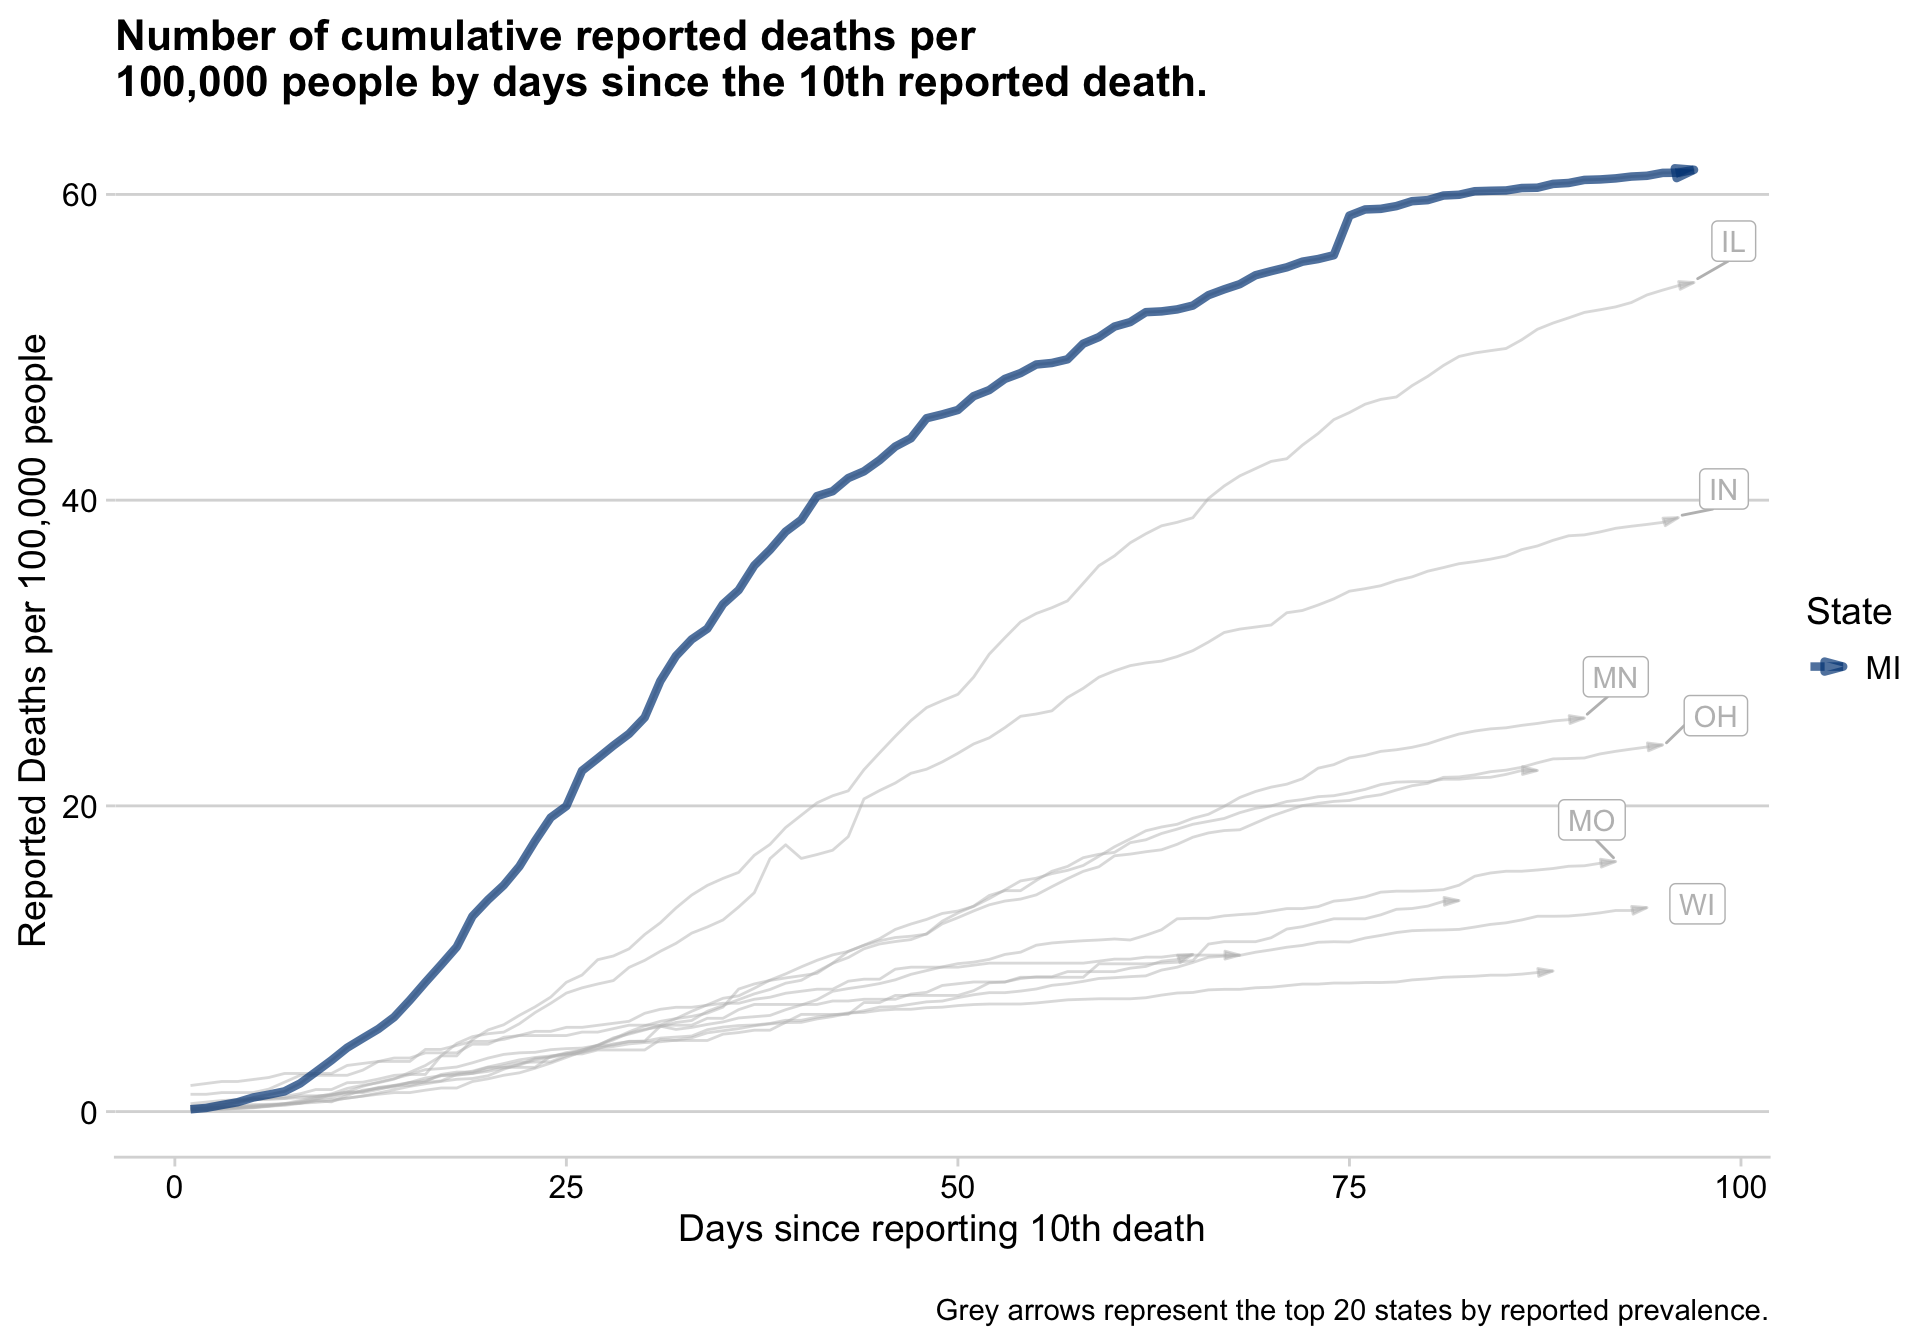 Number of cumulative reported deaths per
100,000 people by days since the 10th reported death.
Reported Deaths per 100,000 people
60
40
20
0
IL
IN
MN
OH
MO
WI
State
MI
0 25 50 75 100
Days since reporting 10th death
Grey arrows represent the top 20 states by reported prevalence.